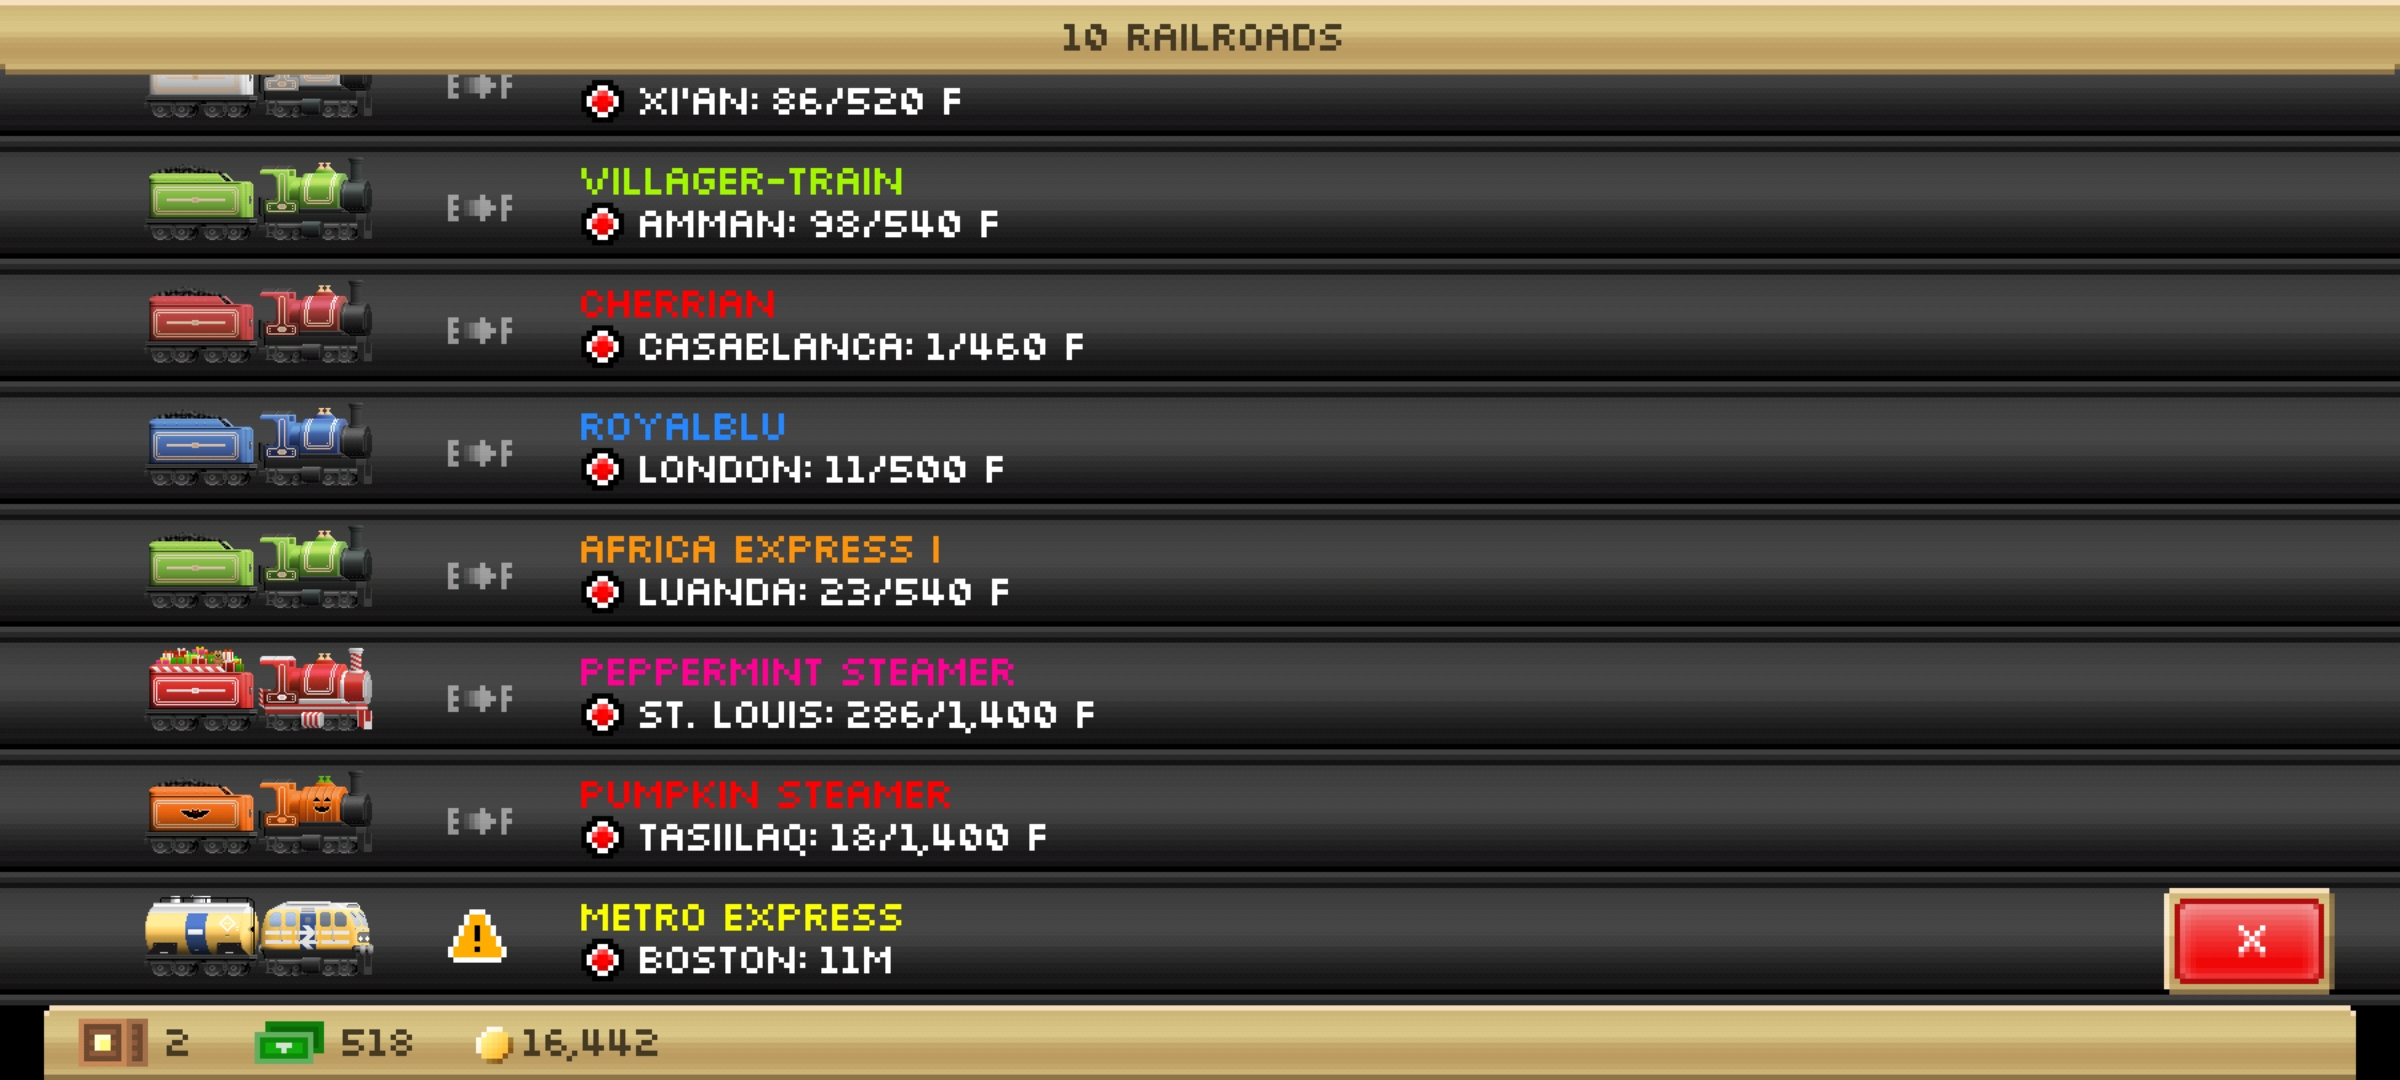 10 RAILROADS
E F
XI'AN: 86/520 F
VILLAGER-TRAIN
E F
AMMAN: 98/540 F
CHERRIAN
E F
CASABLANCA: 1/460 F
ROYALBLU
E F
LONDON: 11/500 F
AFRICA EXPRESS I
E F
LUANDA: 23/540 F
PEPPERMINT STEAMER
E F
ST. LOUIS: 286/1,400 F
PUMPKIN STEAMER
E F
TASIILAQ: 18/1,400 F
METRO EXPRESS
!
BOSTON: 11M
X
2 518 16,442